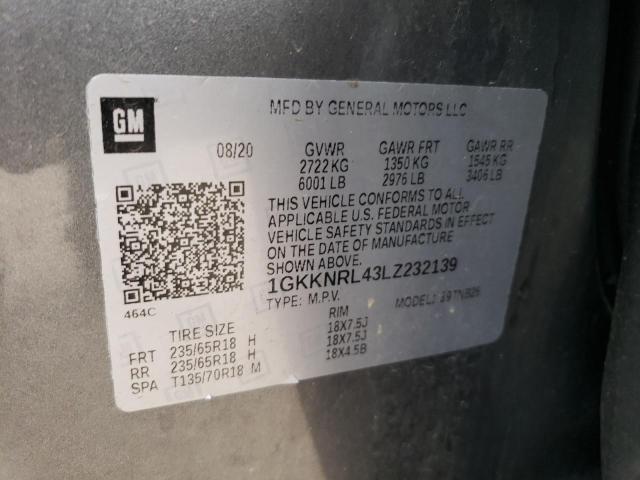 GM
MFD BY GENERAL MOTORS LLC
08/20 GVWR GAWR FRT GAWR RR
2722 KG 1350 KG 1545 KG
6001 LB 2976 LB 3406 LB
THIS VEHICLE CONFORMS TO ALL
APPLICABLE U.S. FEDERAL MOTOR
VEHICLE SAFETY STANDARDS IN EFFECT
ON THE DATE OF MANUFACTURE
SHOWN ABOVE.
1GKKNRL43LZ232139
464C
TYPE: M.P.V. MODEL:
TIRE SIZE RIM
FRT 235/65R18 H 18X7.5J
RR 235/65R18 H 18X7.5J
SPA T135/70R18 M 18X4.5B